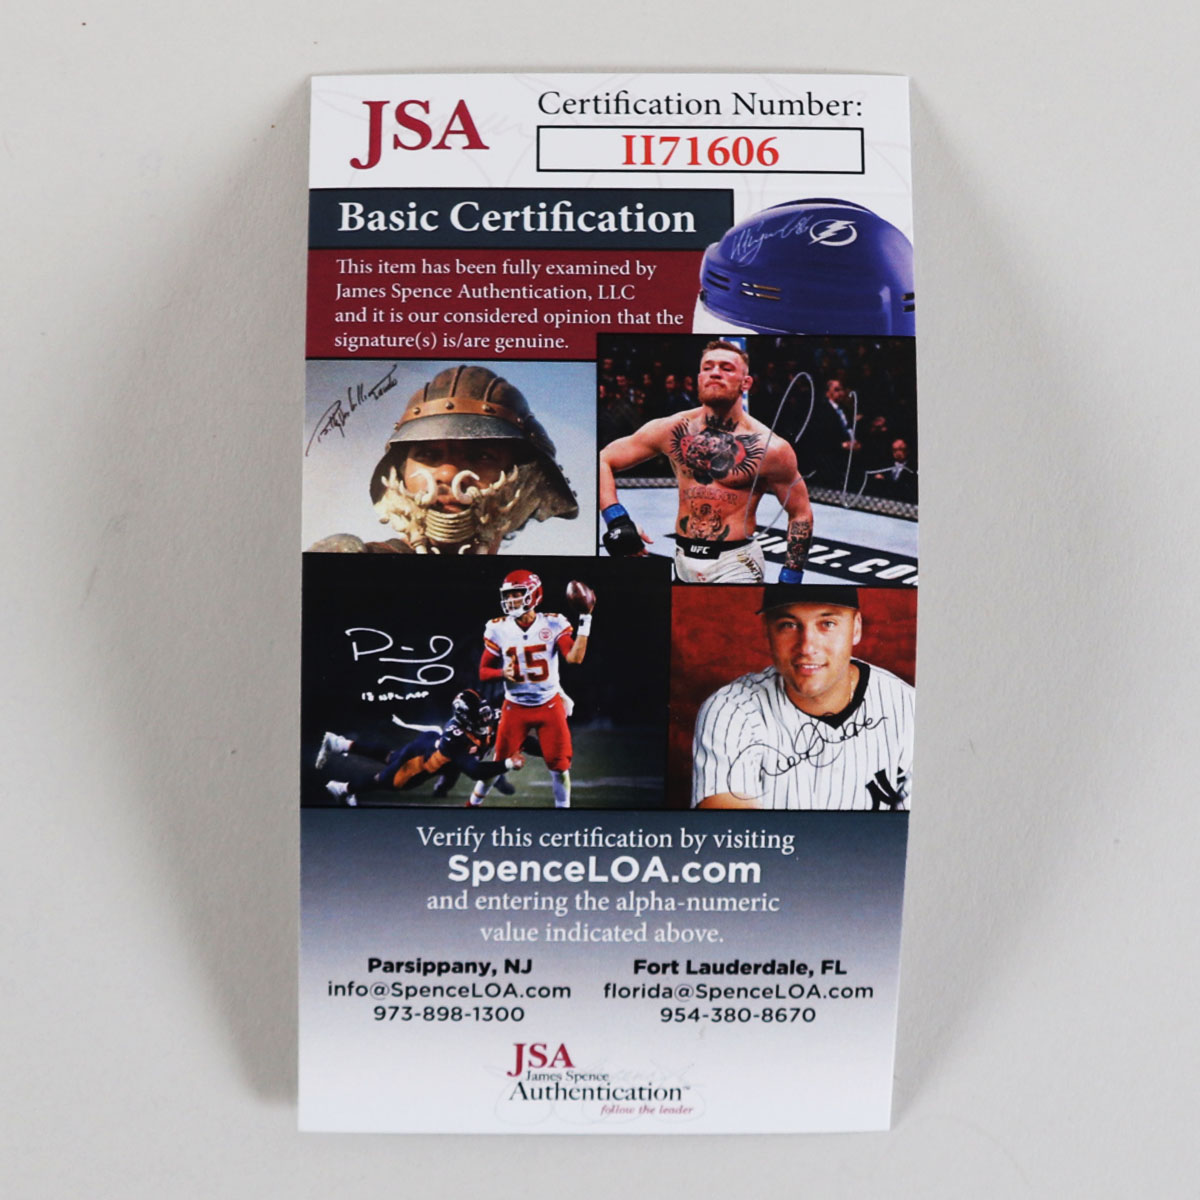 JSA
Certification Number:
II71606
Basic Certification
This item has been fully examined by
James Spence Authentication, LLC
and it is our considered opinion that the
signature(s) is/are genuine.
UFC
15
Verify this certification by visiting
SpenceLOA.com
and entering the alpha-numeric
value indicated above.
Parsippany, NJ
info@SpenceLOA.com
973-898-1300
Fort Lauderdale, FL
florida@SpenceLOA.com
954-380-8670
JSA
James Spence
Authentication™
follow the leader